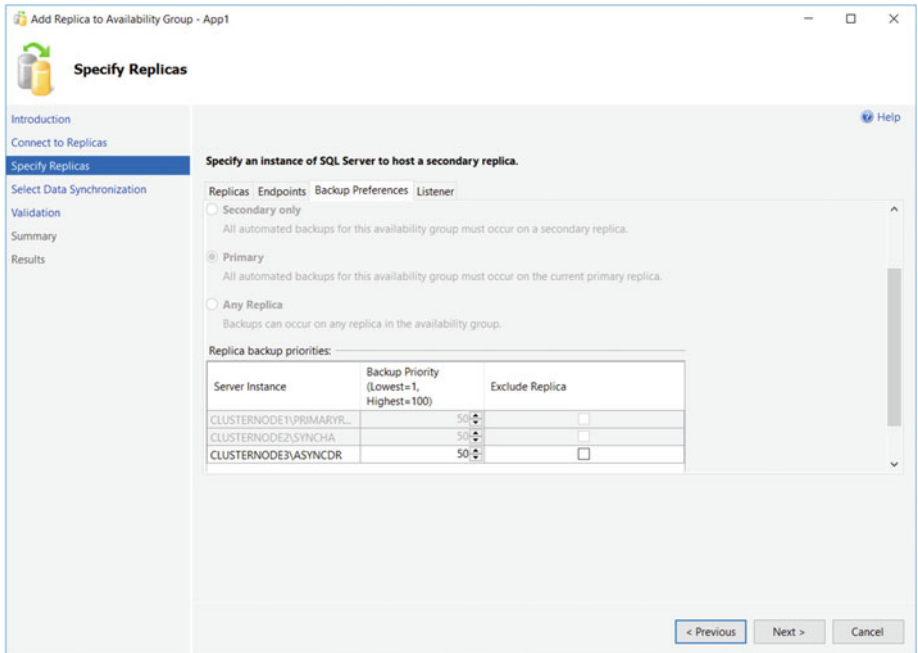 Add Replica to Availability Group - App1
Specify Replicas
Introduction
Help
Connect to Replicas
Specify Replicas
Select Data Synchronization
Validation
Summary
Results
Specify an instance of SQL Server to host a secondary replica.
Replicas Endpoints Backup Preferences Listener
Secondary only
All automated backups for this availability group must occur on a secondary replica.
Primary
All automated backups for this availability group must occur on the current primary replica.
Any Replica
Backups can occur on any replica in the availability group.
Replica backup priorities:
Server Instance
Backup Priority
(Lowest=1,
Highest=100)
Exclude Replica
CLUSTERNODE1\PRIMARYR... 50
CLUSTERNODE2\SYNCHA 50
CLUSTERNODE3\ASYNCDR 50
< Previous
Next >
Cancel